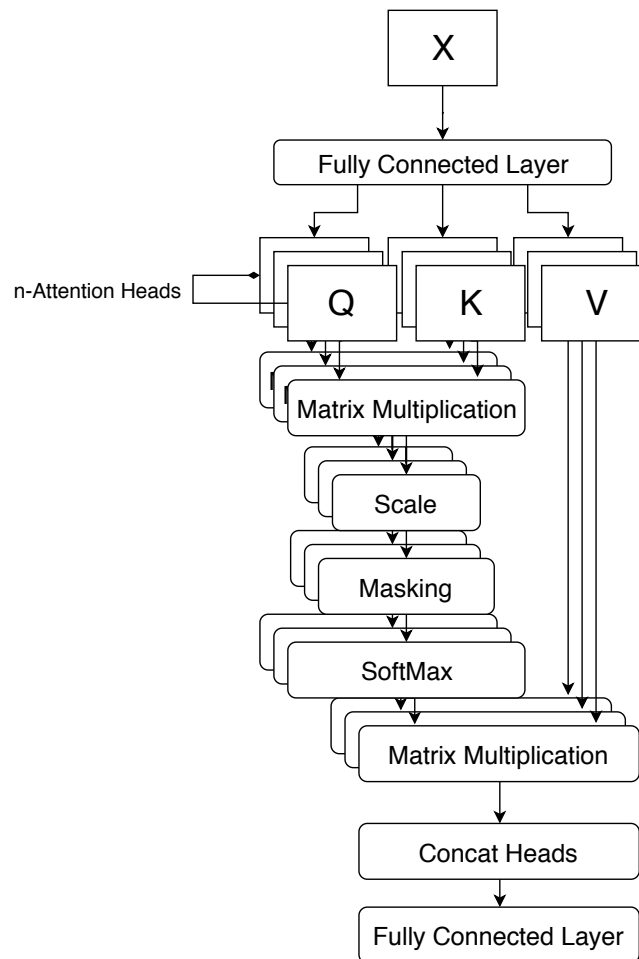 X
Fully Connected Layer
n-Attention Heads
Q
K
V
Matrix Multiplication
Scale
Masking
SoftMax
Matrix Multiplication
Concat Heads
Fully Connected Layer